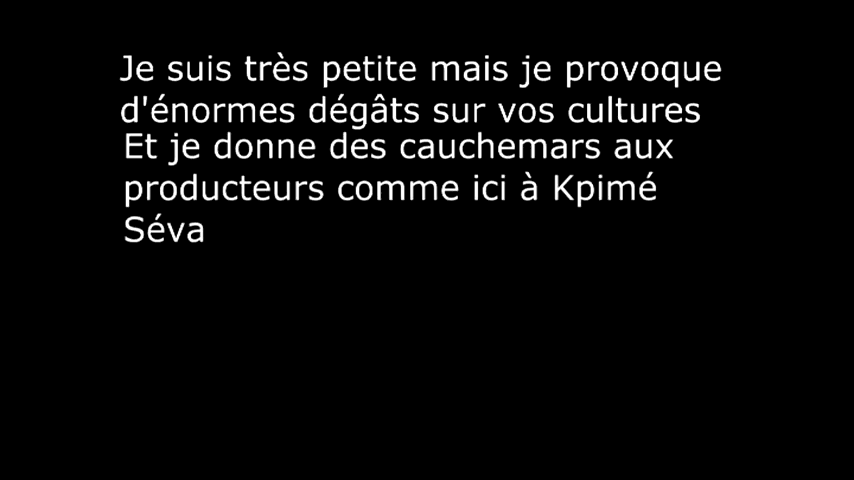 Je suis très petite mais je provoque
d'énormes dégâts sur vos cultures
Et je donne des cauchemars aux
producteurs comme ici à Kpimé
Séva